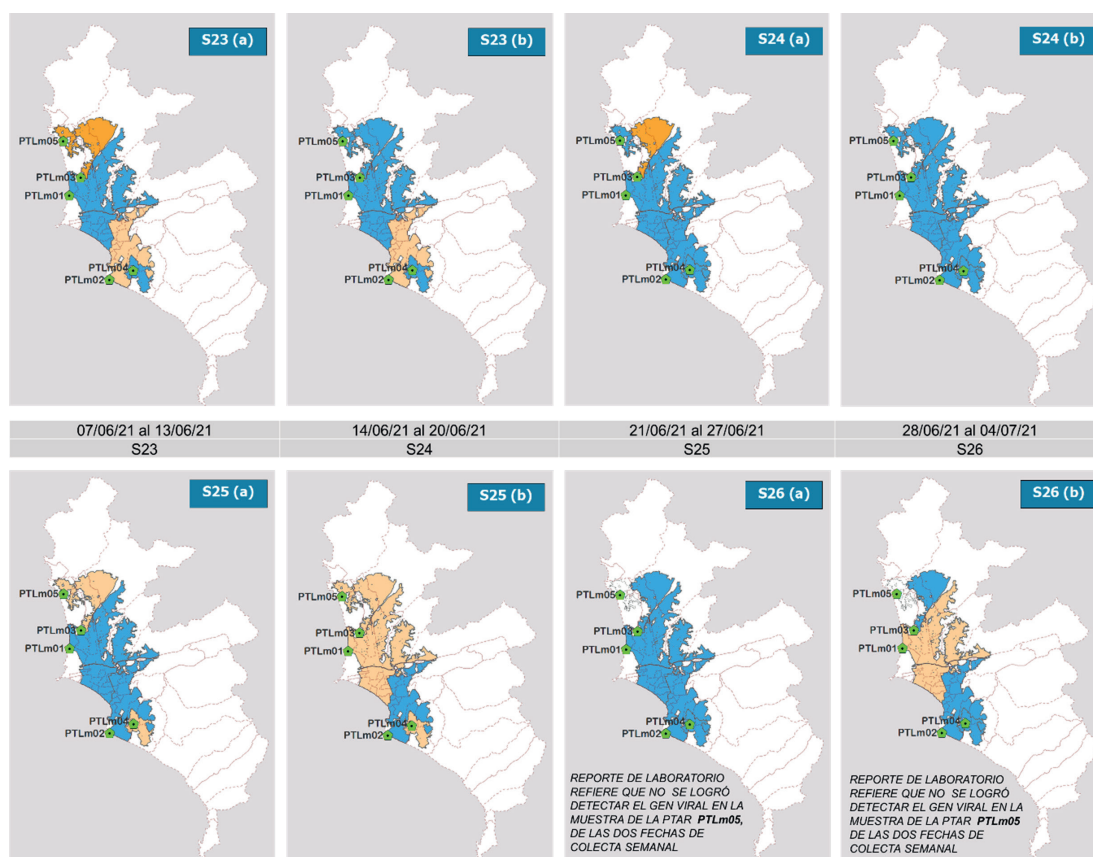 S23 (a)
PTLm05
PTLm03
PTLm01
PTLm04
PTLm02
S23 (b)
PTLm05
PTLm03
PTLm01
PTLm04
PTLm02
S24 (a)
PTLm05
PTLm03
PTLm01
PTLm04
PTLm02
S24 (b)
PTLm05
PTLm03
PTLm01
PTLm04
PTLm02
07/06/21 al 13/06/21
14/06/21 al 20/06/21
21/06/21 al 27/06/21
28/06/21 al 04/07/21
S23
S24
S25
S26
S25 (a)
PTLm05
PTLm03
PTLm01
PTLm04
PTLm02
S25 (b)
PTLm05
PTLm03
PTLm01
PTLm04
PTLm02
S26 (a)
PTLm05
PTLm03
PTLm01
PTLm04
PTLm02
REPORTE DE LABORATORIO
REFIERE QUE NO SE LOGRÓ
DETECTAR EL GEN VIRAL EN LA
MUESTRA DE LA PTAR PTLm05,
DE LAS DOS FECHAS DE
COLECTA SEMANAL
S26 (b)
PTLm05
PTLm03
PTLm01
PTLm04
PTLm02
REPORTE DE LABORATORIO
REFIERE QUE NO SE LOGRÓ
DETECTAR EL GEN VIRAL EN LA
MUESTRA DE LA PTAR PTLm05
DE LAS DOS FECHAS DE
COLECTA SEMANAL